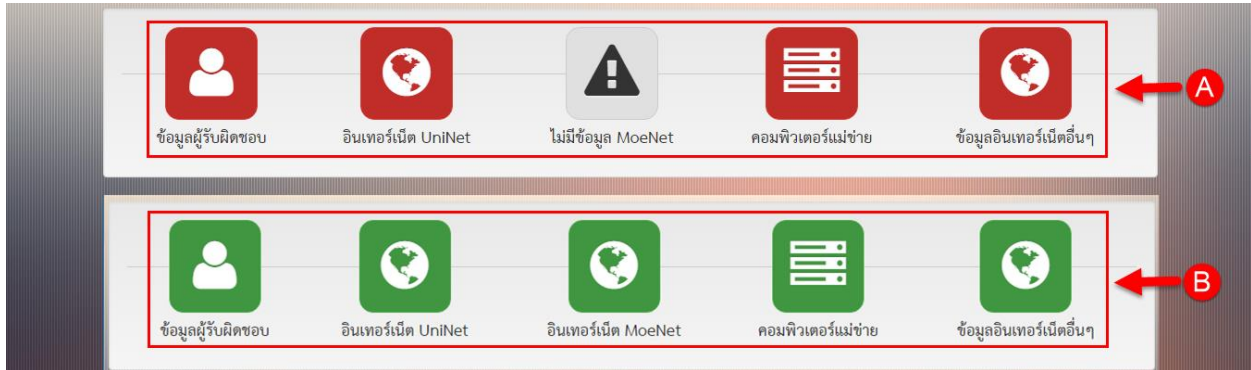 ข้อมูลผู้รับผิดชอบ อินเทอร์เน็ต UniNet ไม่มีข้อมูล MoeNet คอมพิวเตอร์แม่ข่าย ข้อมูลอินเทอร์เน็ตอื่นๆ A
ข้อมูลผู้รับผิดชอบ อินเทอร์เน็ต UniNet อินเทอร์เน็ต MoeNet คอมพิวเตอร์แม่ข่าย ข้อมูลอินเทอร์เน็ตอื่นๆ B